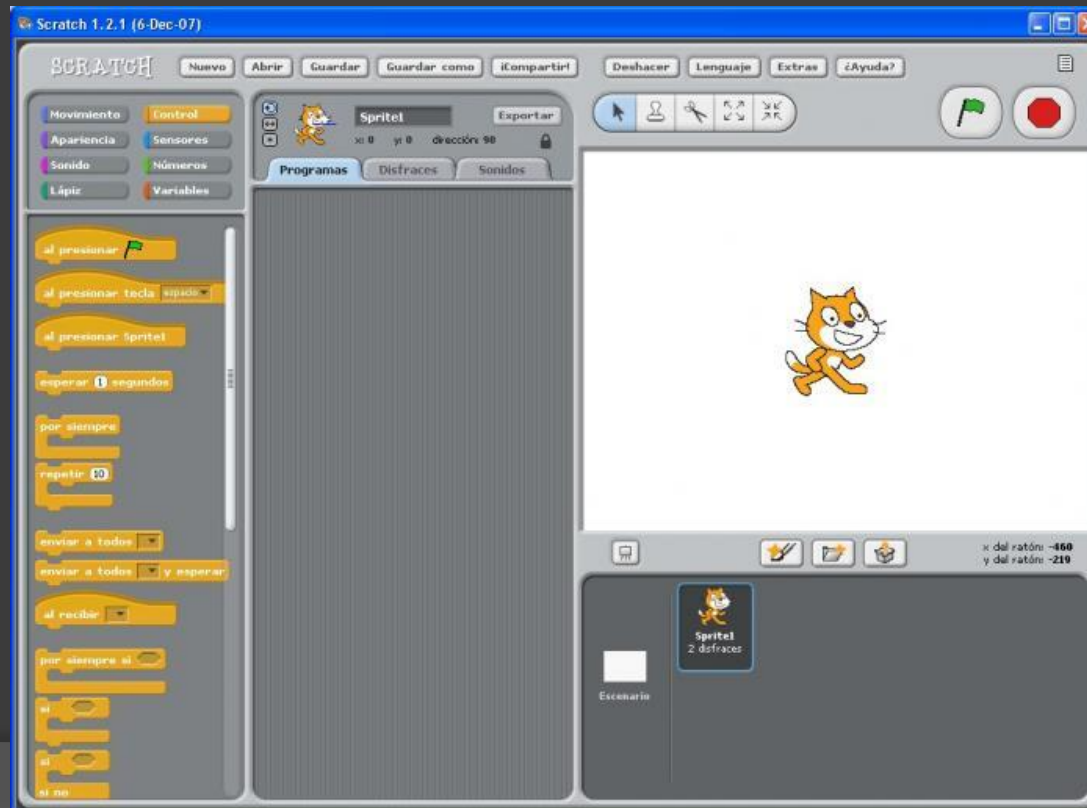 Scratch 1.2.1 (6-Dec-07)
SCRATCH Nuevo Abrir Guardar Guardar como ¡Compartir! Deshacer Lenguaje Extras ¿Ayuda?
Movimiento Control
Apariencia Sensores
Sonido Números
Lápiz Variables
al presionar
al presionar tecla espacio
al presionar Sprite1
esperar 1 segundos
por siempre
repetir 10
enviar a todos
enviar a todos y esperar
al recibir
por siempre si
si
si
si no
Sprite1 Exportar
x: 0 y: 0 dirección: 90
Programas Disfraces Sonidos
x del ratón: -460
y del ratón: -219
Sprite1
2 disfraces
Escenario